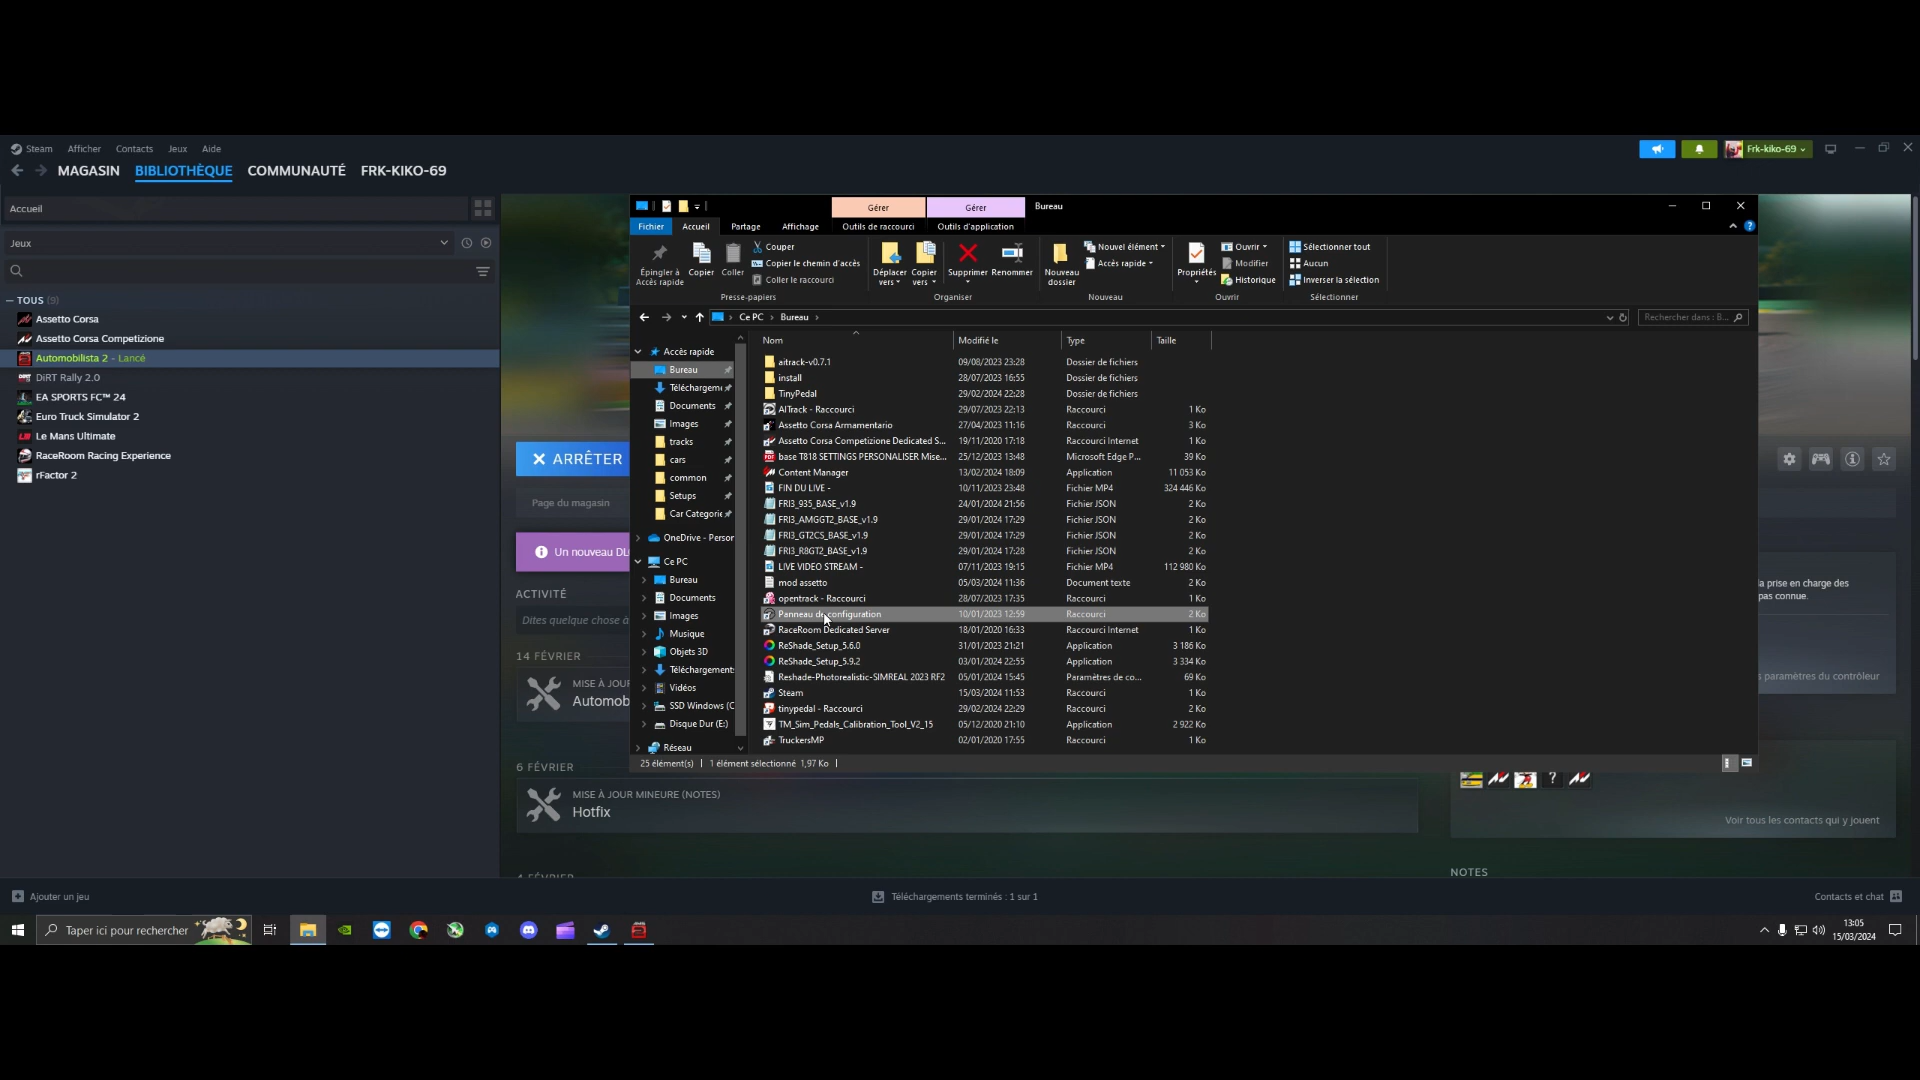 Steam Afficher Contacts Jeux Aide
Frk-kiko-69
MAGASIN BIBLIOTHÈQUE COMMUNAUTÉ FRK-KIKO-69
Accueil
Jeux
TOUS (9)
Assetto Corsa
Assetto Corsa Competizione
Automobilista 2 - Lancé
DiRT Rally 2.0
EA SPORTS FC™ 24
Euro Truck Simulator 2
Le Mans Ultimate
RaceRoom Racing Experience
rFactor 2
ARRÊTER
Page du magasin
Un nouveau DL
ACTIVITÉ
Dites quelque chose à
14 FÉVRIER
MISE À JOUR
Automob
6 FÉVRIER
MISE À JOUR MINEURE (NOTES)
Hotfix
Gérer Gérer Bureau
Fichier Accueil Partage Affichage Outils de raccourci Outils d'application
Épingler à Accès rapide
Copier
Coller
Couper
Copier le chemin d'accès
Coller le raccourci
Presse-papiers
Déplacer vers
Copier vers
Supprimer
Renommer
Organiser
Nouveau dossier
Nouvel élément
Accès rapide
Nouveau
Propriétés
Ouvrir
Modifier
Historique
Ouvrir
Sélectionner tout
Aucun
Inverser la sélection
Sélectionner
Ce PC > Bureau >
Rechercher dans : B...
Accès rapide
Bureau
Téléchargeme
Documents
Images
tracks
cars
common
Setups
Car Categorie
OneDrive - Person
Ce PC
Bureau
Documents
Images
Musique
Objets 3D
Téléchargement
Vidéos
SSD Windows (C
Disque Dur (E:)
Réseau
Nom Modifié le Type Taille
aitrack-v0.7.1 09/08/2023 23:28 Dossier de fichiers
install 28/07/2023 16:55 Dossier de fichiers
TinyPedal 29/02/2024 22:28 Dossier de fichiers
AITrack - Raccourci 29/07/2023 22:13 Raccourci 1 Ko
Assetto Corsa Armamentario 27/04/2023 11:16 Raccourci 3 Ko
Assetto Corsa Competizione Dedicated S... 19/11/2020 17:18 Raccourci Internet 1 Ko
base T818 SETTINGS PERSONALISER Mise... 25/12/2023 13:48 Microsoft Edge P... 39 Ko
Content Manager 13/02/2024 18:09 Application 11 053 Ko
FIN DU LIVE - 10/11/2023 23:48 Fichier MP4 324 446 Ko
FRI3_935_BASE_v1.9 24/01/2024 21:56 Fichier JSON 2 Ko
FRI3_AMGGT2_BASE_v1.9 29/01/2024 17:29 Fichier JSON 2 Ko
FRI3_GT2CS_BASE_v1.9 29/01/2024 17:29 Fichier JSON 2 Ko
FRI3_R8GT2_BASE_v1.9 29/01/2024 17:28 Fichier JSON 2 Ko
LIVE VIDEO STREAM - 07/11/2023 19:15 Fichier MP4 112 980 Ko
mod assetto 05/03/2024 11:36 Document texte 2 Ko
opentrack - Raccourci 28/07/2023 17:35 Raccourci 1 Ko
Panneau de configuration 10/01/2023 12:59 Raccourci 2 Ko
RaceRoom Dedicated Server 18/01/2020 16:33 Raccourci Internet 1 Ko
ReShade_Setup_5.6.0 31/01/2023 21:21 Application 3 186 Ko
ReShade_Setup_5.9.2 03/01/2024 22:55 Application 3 334 Ko
Reshade-Photorealistic-SIMREAL 2023 RF2 05/01/2024 15:45 Paramètres de co... 69 Ko
Steam 15/03/2024 11:53 Raccourci 1 Ko
tinypedal - Raccourci 29/02/2024 22:29 Raccourci 1 Ko
TM_Sim_Pedals_Calibration_Tool_V2_15 05/12/2020 21:10 Application 2 922 Ko
TruckersMP 02/01/2020 17:55 Raccourci 1 Ko
25 élément(s) 1 élément sélectionné 1,97 Ko
la prise en charge des
pas connue.
paramètres du contrôleur
Voir tous les contacts qui y jouent
NOTES
Ajouter un jeu Téléchargements terminés : 1 sur 1 Contacts et chat
Taper ici pour rechercher
13:05
15/03/2024